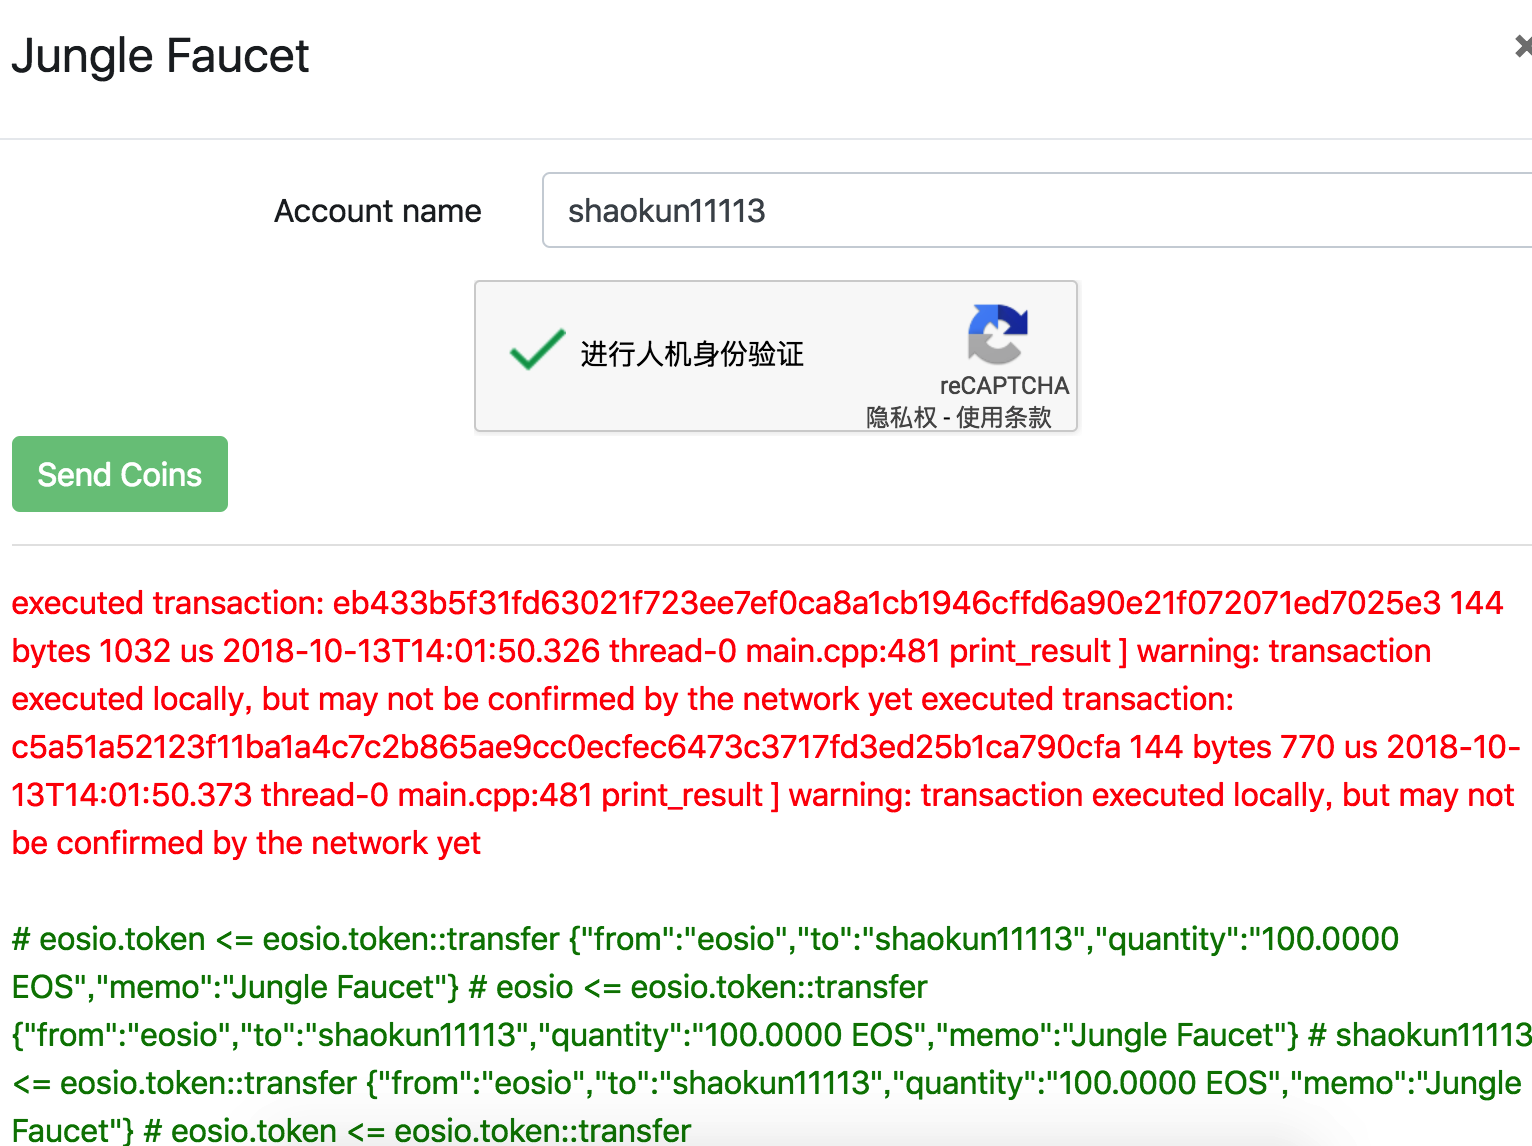 Jungle Faucet
Account name
shaokun11113
进行人机身份验证
reCAPTCHA
隐私权 - 使用条款
Send Coins
executed transaction: eb433b5f31fd63021f723ee7ef0ca8a1cb1946cffd6a90e21f072071ed7025e3 144
bytes 1032 us 2018-10-13T14:01:50.326 thread-0 main.cpp:481 print_result ] warning: transaction
executed locally, but may not be confirmed by the network yet executed transaction:
c5a51a52123f11ba1a4c7c2b865ae9cc0ecfec6473c3717fd3ed25b1ca790cfa 144 bytes 770 us 2018-10-
13T14:01:50.373 thread-0 main.cpp:481 print_result ] warning: transaction executed locally, but may not
be confirmed by the network yet
# eosio.token <= eosio.token::transfer {"from":"eosio","to":"shaokun11113","quantity":"100.0000
EOS","memo":"Jungle Faucet"} # eosio <= eosio.token::transfer
{"from":"eosio","to":"shaokun11113","quantity":"100.0000 EOS","memo":"Jungle Faucet"} # shaokun11113
<= eosio.token::transfer {"from":"eosio","to":"shaokun11113","quantity":"100.0000 EOS","memo":"Jungle
Faucet"} # eosio.token <= eosio.token::transfer